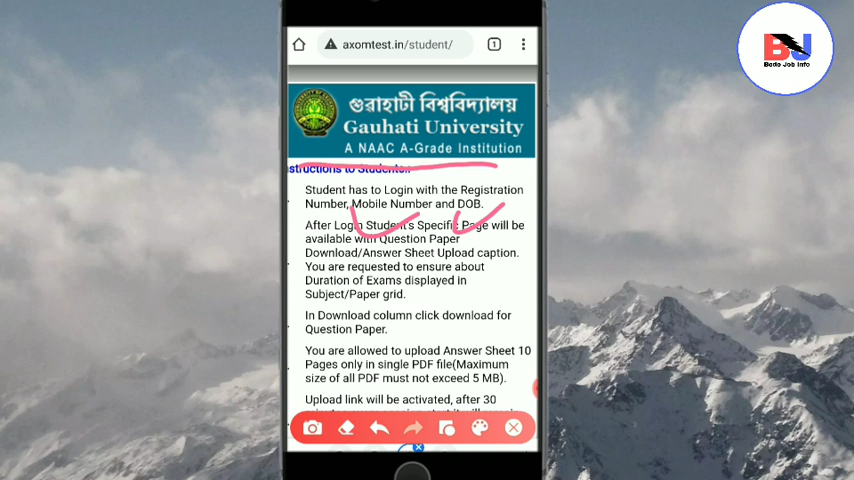 axomtest.in/student/
1
BJ
Bodo Job Info
গুৱাহাটী বিশ্ববিদ্যালয়
Gauhati University
A NAAC A-Grade Institution
structions to Students::
Student has to Login with the Registration
Number, Mobile Number and DOB.
After Login Student's Specific Page will be
available with Question Paper
Download/Answer Sheet Upload caption.
You are requested to ensure about
Duration of Exams displayed in
Subject/Paper grid.
In Download column click download for
Question Paper.
You are allowed to upload Answer Sheet 10
Pages only in single PDF file(Maximum
size of all PDF must not exceed 5 MB).
Upload link will be activated, after 30